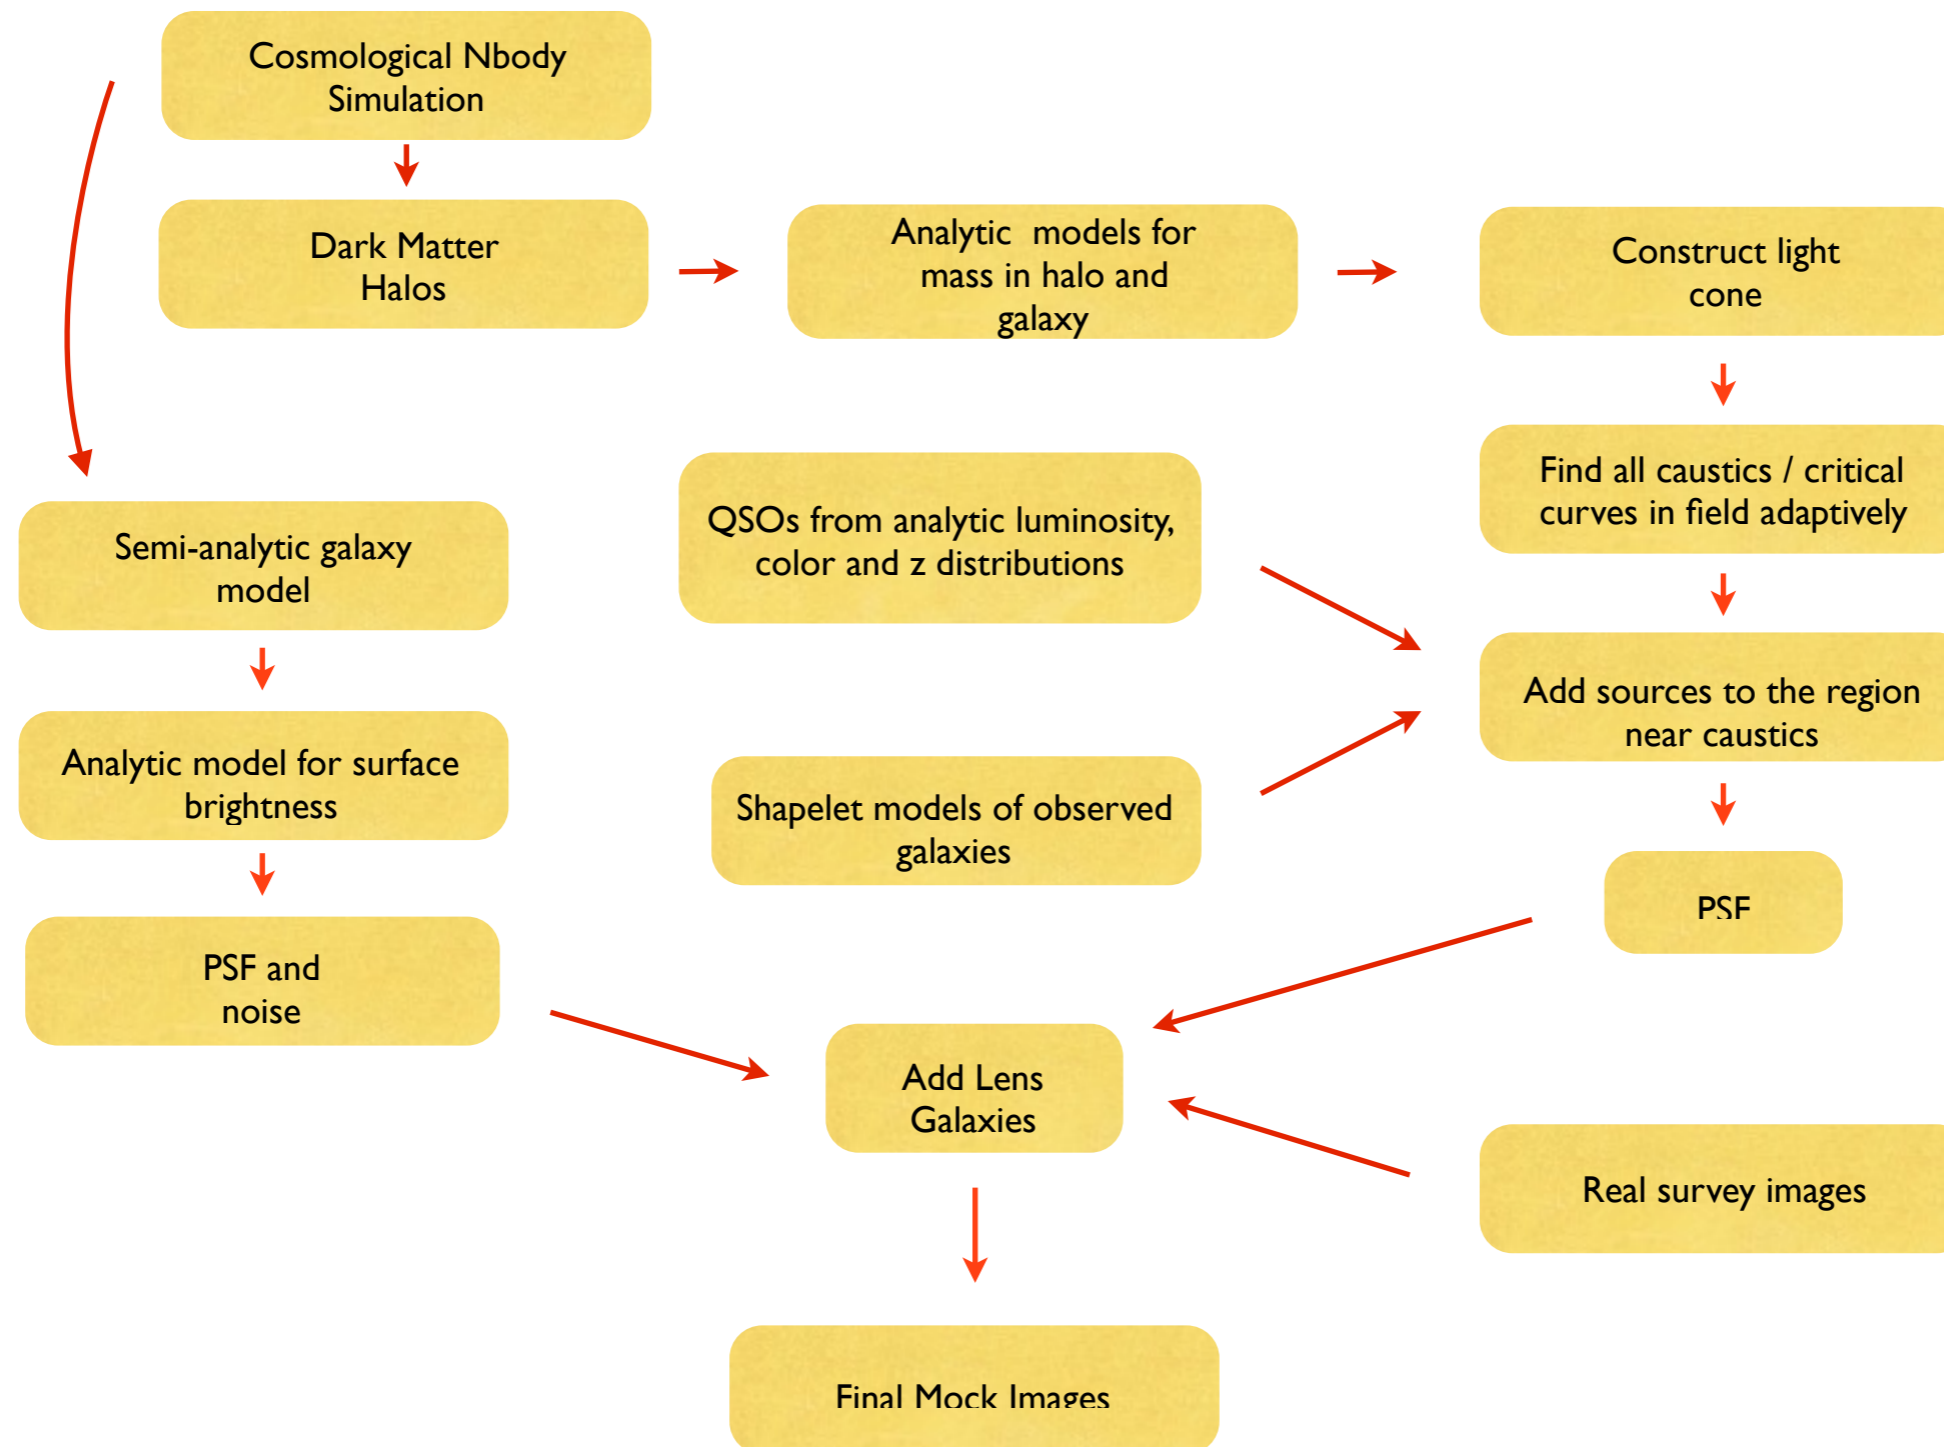 Cosmological Nbody
Simulation
Dark Matter
Halos
Analytic models for
mass in halo and
galaxy
Construct light
cone
Find all caustics / critical
curves in field adaptively
QSOs from analytic luminosity,
color and z distributions
Semi-analytic galaxy
model
Add sources to the region
near caustics
Analytic model for surface
brightness
Shapelet models of observed
galaxies
PSF
PSF and
noise
Add Lens
Galaxies
Real survey images
Final Mock Images